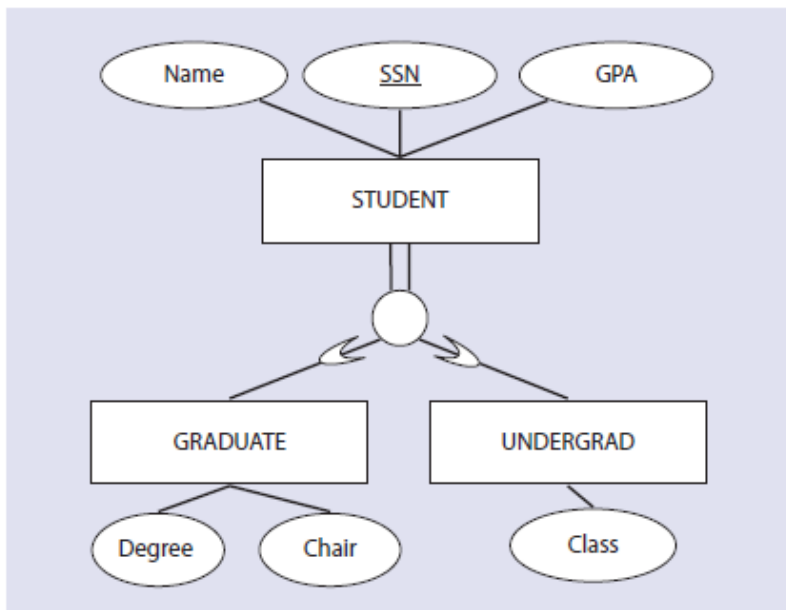 Name
SSN
GPA
STUDENT
GRADUATE
UNDERGRAD
Degree
Chair
Class